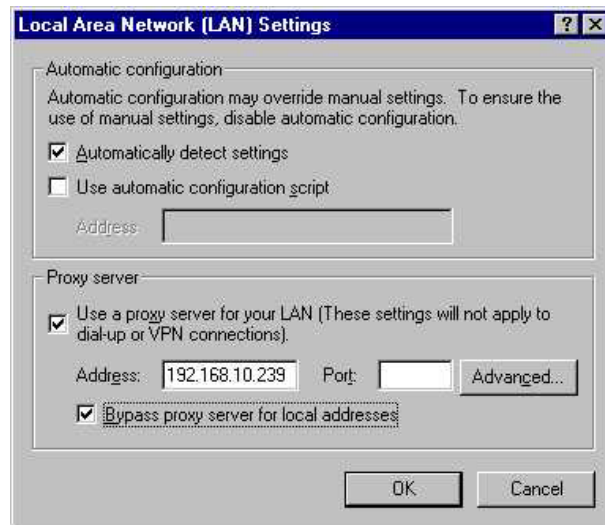 Local Area Network (LAN) Settings
Automatic configuration
Automatic configuration may override manual settings. To ensure the
use of manual settings, disable automatic configuration.
Automatically detect settings
Use automatic configuration script
Address
Proxy server
Use a proxy server for your LAN (These settings will not apply to
dial-up or VPN connections).
Address: 192.168.10.239 Port: Advanced...
Bypass proxy server for local addresses
OK Cancel